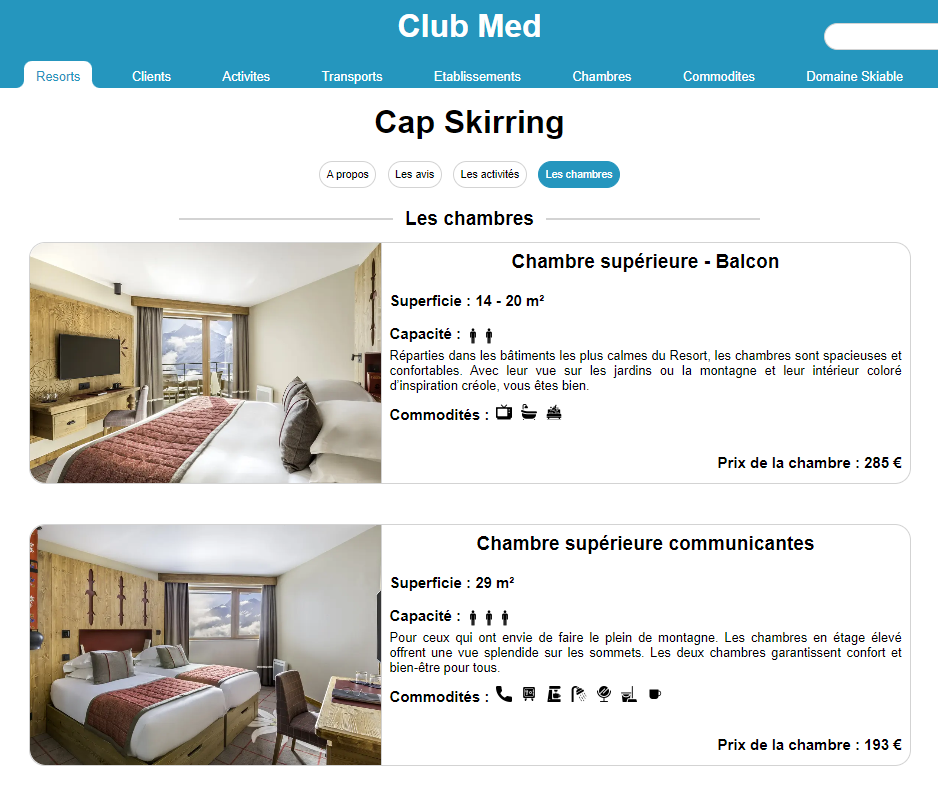 Club Med
Resorts
Clients
Activites
Transports
Etablissements
Chambres
Commodites
Domaine Skiable
Cap Skirring
A propos
Les avis
Les activités
Les chambres
Les chambres
Chambre supérieure - Balcon
Superficie : 14 - 20 m²
Capacité :
Réparties dans les bâtiments les plus calmes du Resort, les chambres sont spacieuses et
confortables. Avec leur vue sur les jardins ou la montagne et leur intérieur coloré
d’inspiration créole, vous êtes bien.
Commodités :
Prix de la chambre : 285 €
Chambre supérieure communicantes
Superficie : 29 m²
Capacité :
Pour ceux qui ont envie de faire le plein de montagne. Les chambres en étage élevé
offrent une vue splendide sur les sommets. Les deux chambres garantissent confort et
bien-être pour tous.
Commodités :
Prix de la chambre : 193 €